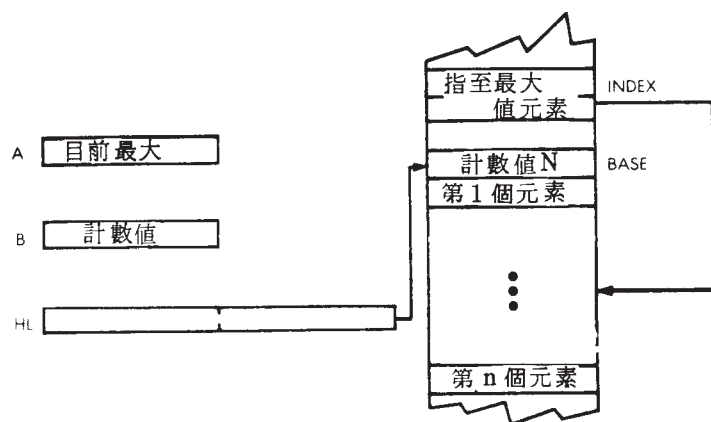 指至最大
值元素
INDEX
A
目前最大
計數值N
BASE
第1個元素
B
計數值
HL
第n個元素